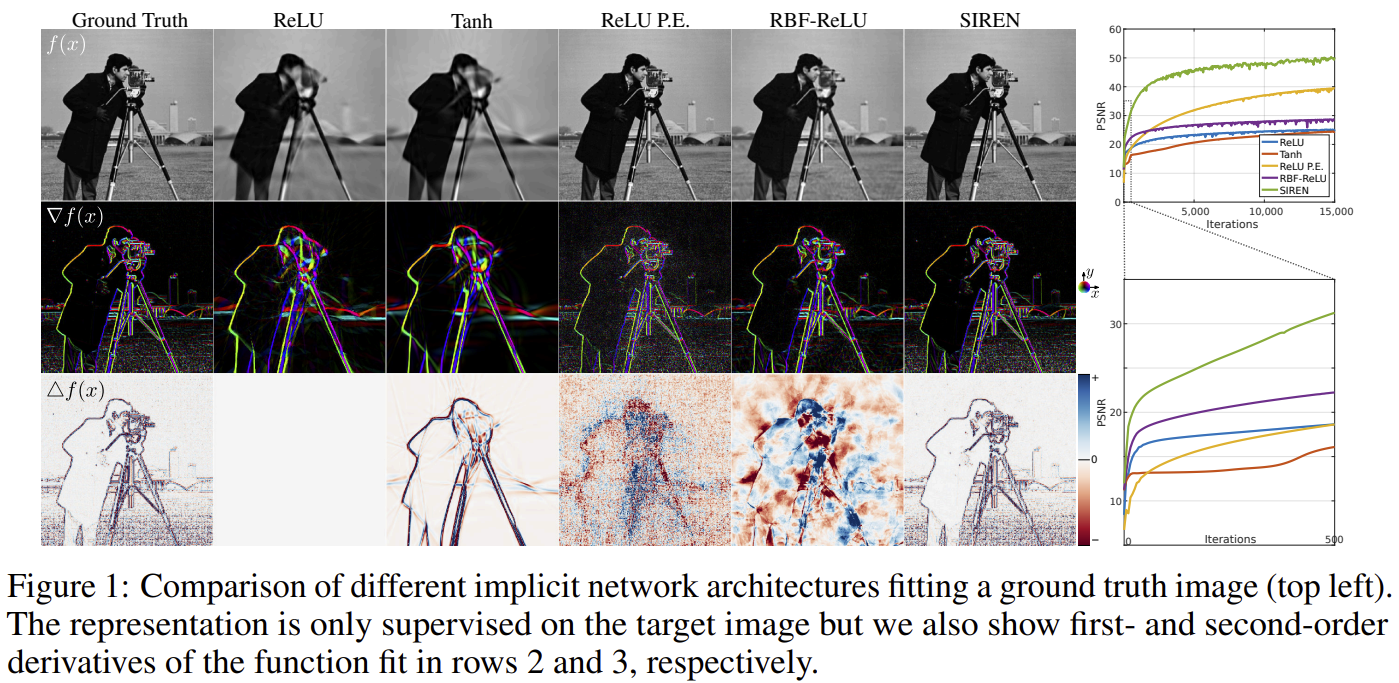 Ground Truth
ReLU
Tanh
ReLU P.E.
RBF-ReLU
SIREN
f(x)
∇f(x)
△f(x)
y
x
+
0
−
PSNR
60
50
40
30
20
10
0
ReLU
Tanh
ReLU P.E.
RBF-ReLU
SIREN
5,000
10,000
15,000
Iterations
PSNR
30
20
10
0
Iterations
500
Figure 1: Comparison of different implicit network architectures fitting a ground truth image (top left).
The representation is only supervised on the target image but we also show first- and second-order
derivatives of the function fit in rows 2 and 3, respectively.